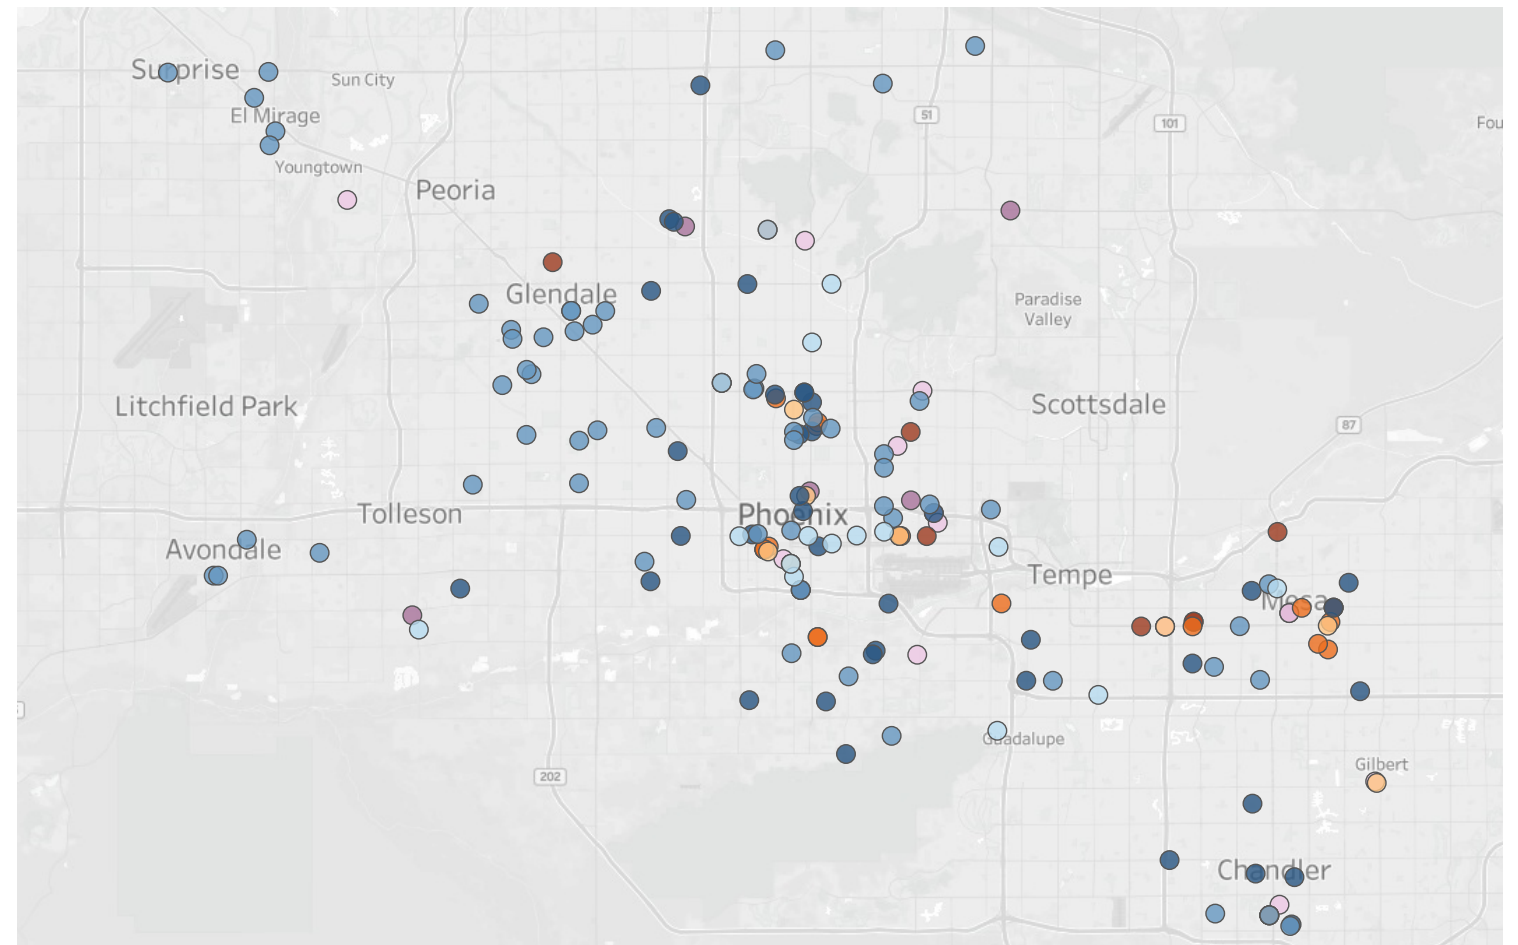 Surprise
Sun City
El Mirage
51
101
Fou
Youngtown
Peoria
Glendale
Paradise
Valley
Litchfield Park
Scottsdale
87
Tolleson
Phoenix
Avondale
Tempe
Mesa
Guadalupe
202
Gilbert
Chandler